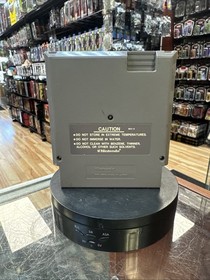 CAUTION
•DO NOT STORE IN EXTREME TEMPERATURES.
•DO NOT IMMERSE IN WATER.
•DO NOT CLEAN WITH BENZENE, THINNER,
ALCOHOL OR OTHER SUCH SOLVENTS.
Nintendo